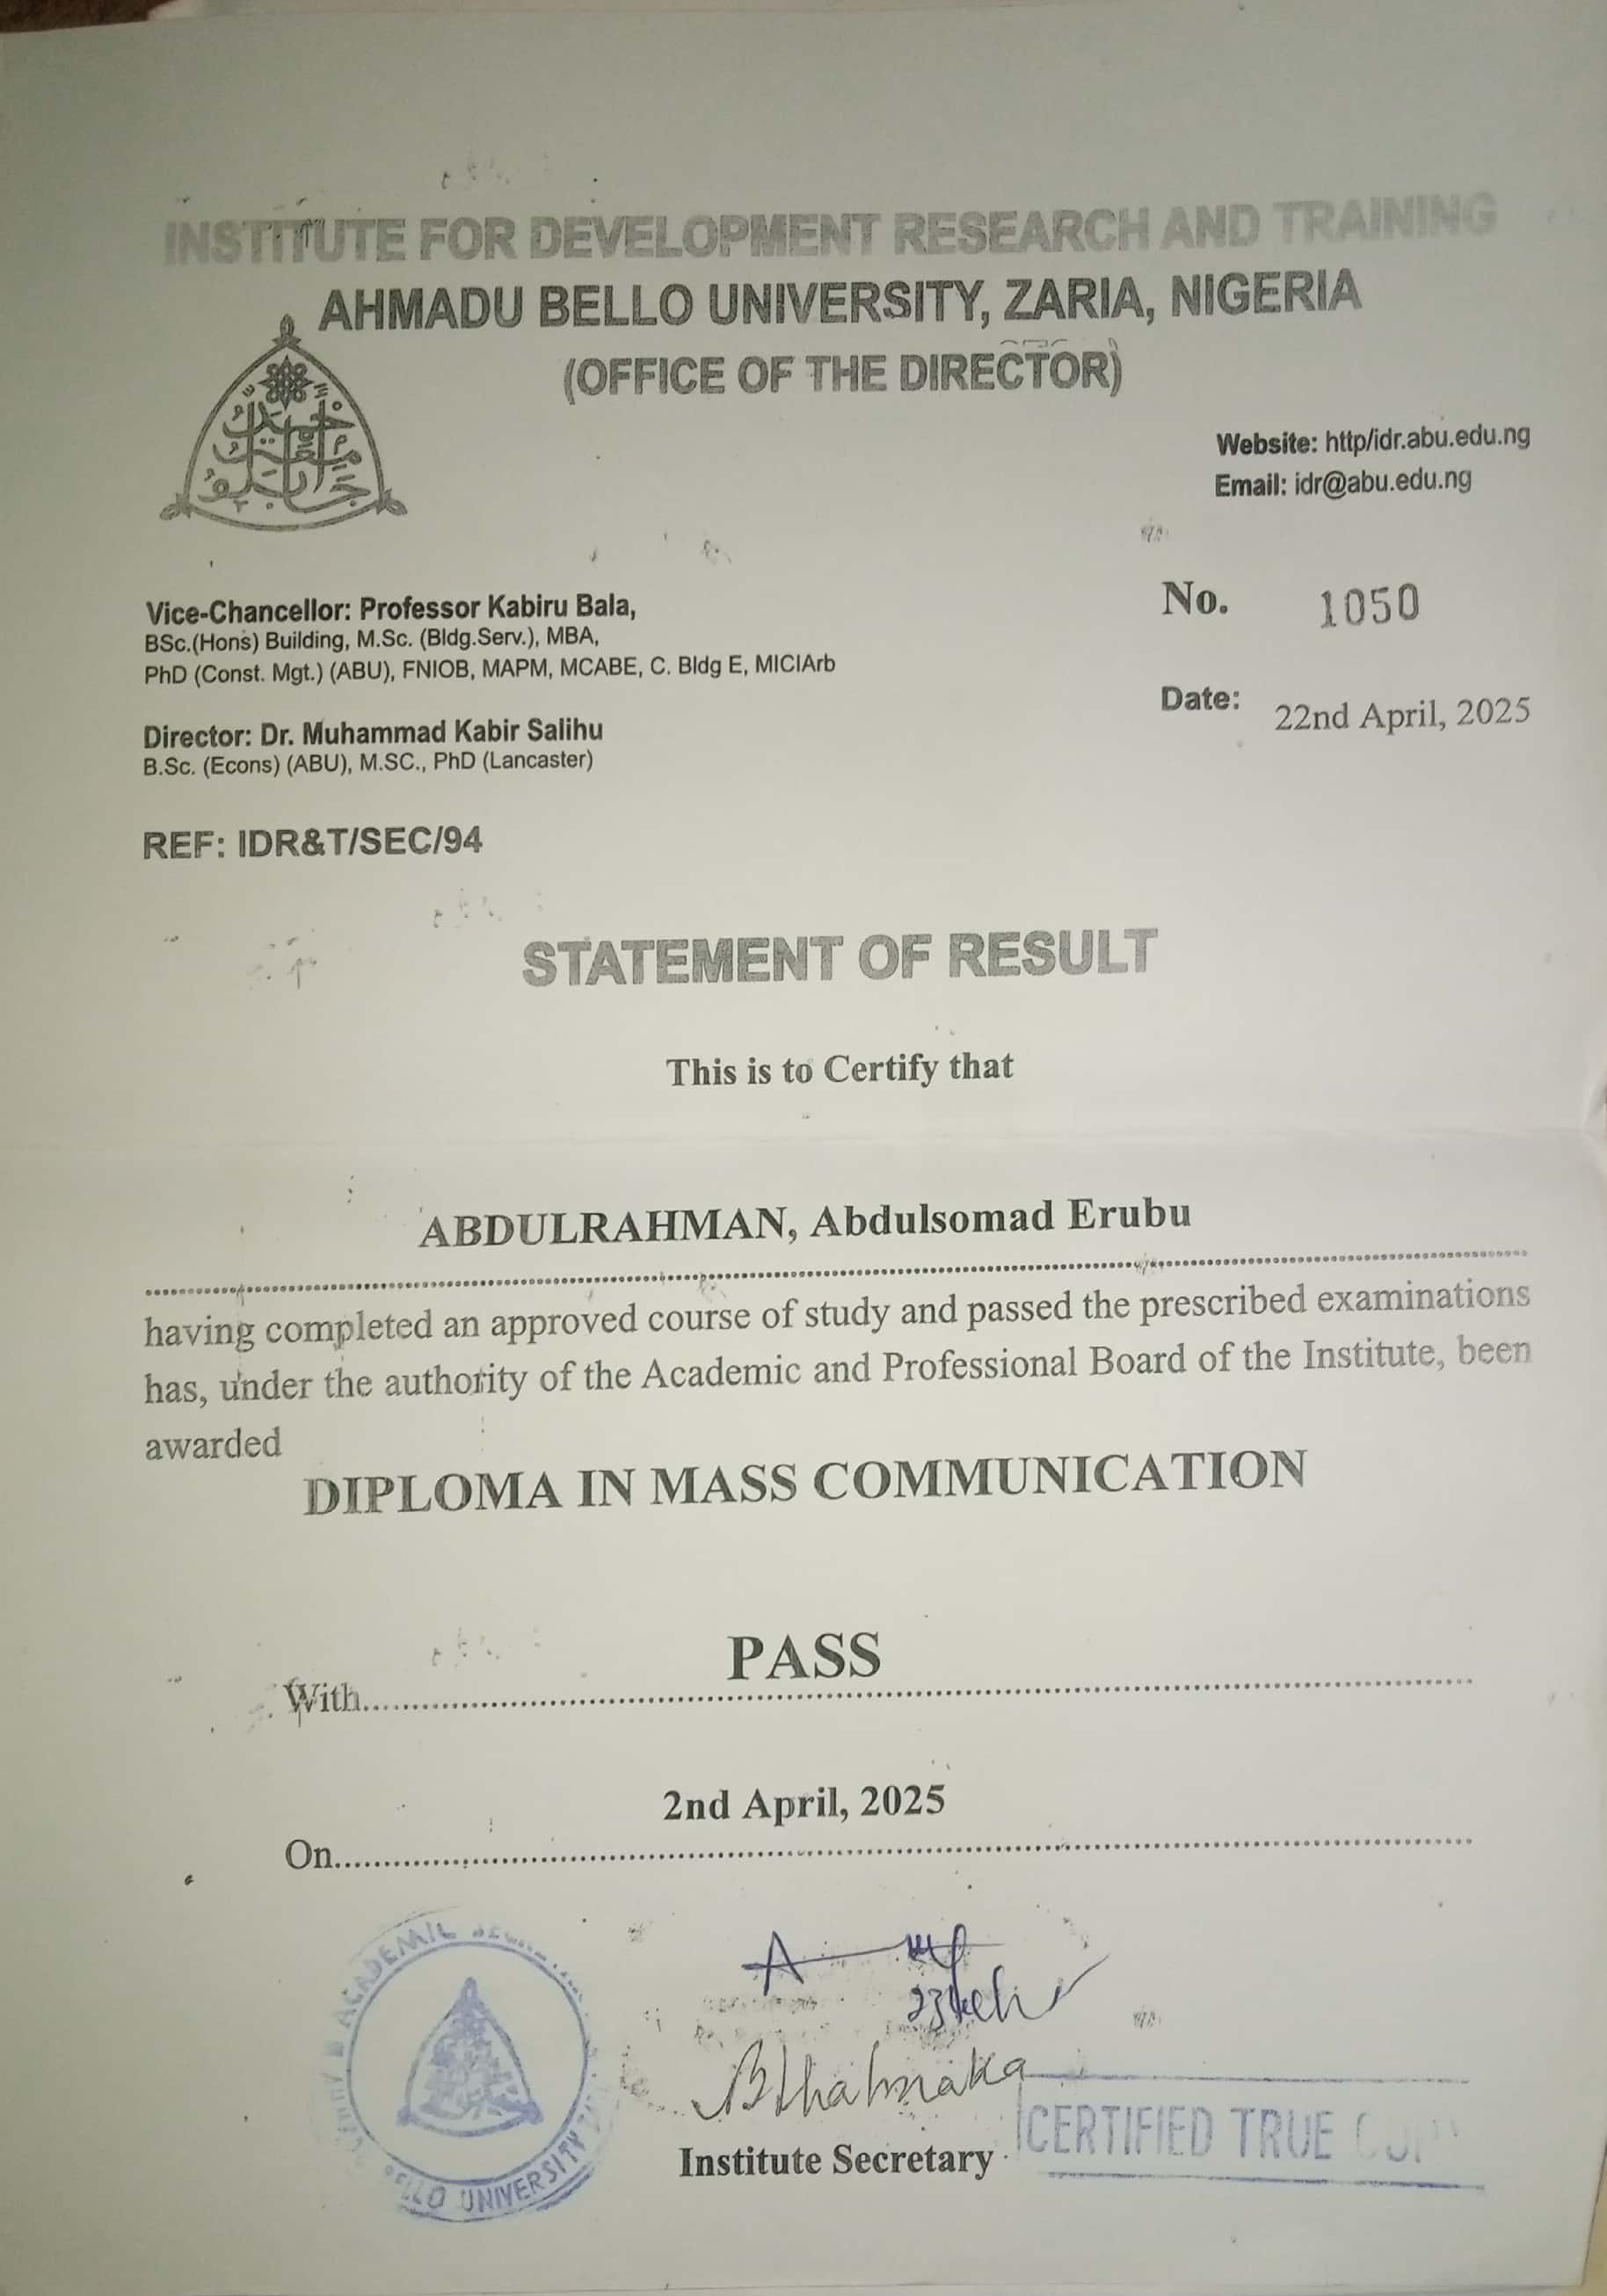 INSTITUTE FOR DEVELOPMENT RESEARCH AND TRAINING
AHMADU BELLO UNIVERSITY, ZARIA, NIGERIA
(OFFICE OF THE DIRECTOR)
Website: http/idr.abu.edu.ng
Email: idr@abu.edu.ng
Vice-Chancellor: Professor Kabiru Bala,
BSc.(Hons) Building, M.Sc. (Bldg.Serv.), MBA,
PhD (Const. Mgt.) (ABU), FNIOB, MAPM, MCABE, C. Bldg E, MICIArb
No. 1050
Date: 22nd April, 2025
Director: Dr. Muhammad Kabir Salihu
B.Sc. (Econs) (ABU), M.SC., PhD (Lancaster)
REF: IDR&T/SEC/94
STATEMENT OF RESULT
This is to Certify that
ABDULRAHMAN, Abdulsomad Erubu
having completed an approved course of study and passed the prescribed examinations
has, under the authority of the Academic and Professional Board of the Institute, been
awarded
DIPLOMA IN MASS COMMUNICATION
PASS
With
2nd April, 2025
On
ACADEMIC
UNIVERSITY
Institute Secretary
CERTIFIED TRUE